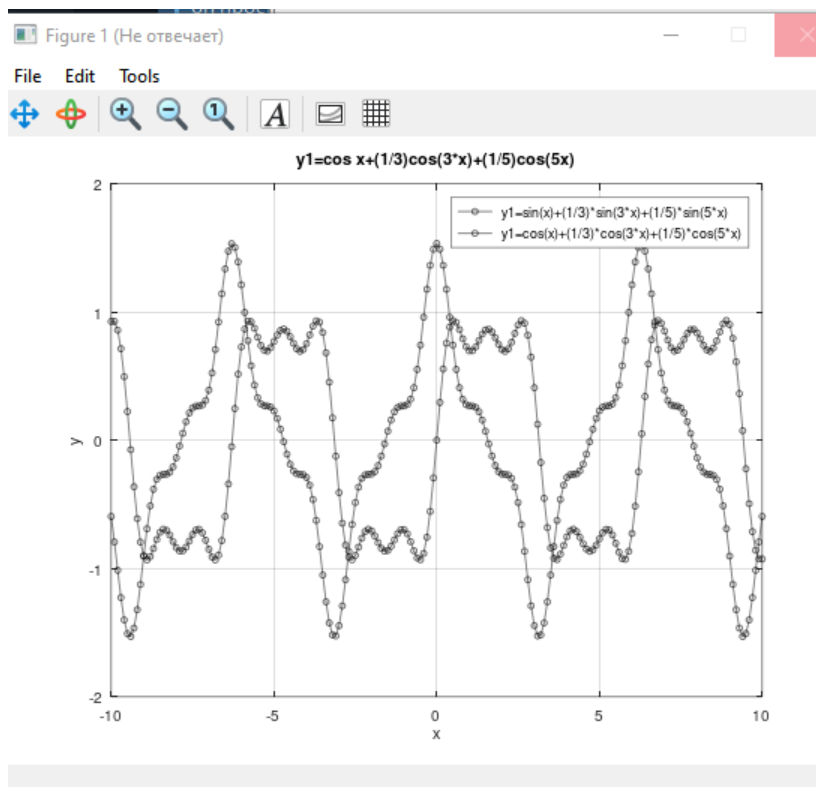 Figure 1 (Не отвечает)
File Edit Tools
1 A
y1=cos x+(1/3)cos(3*x)+(1/5)cos(5x)
y1=sin(x)+(1/3)*sin(3*x)+(1/5)*sin(5*x)
y1=cos(x)+(1/3)*cos(3*x)+(1/5)*cos(5*x)
2
1
0
-1
-2
y
-10 -5 0 5 10
x